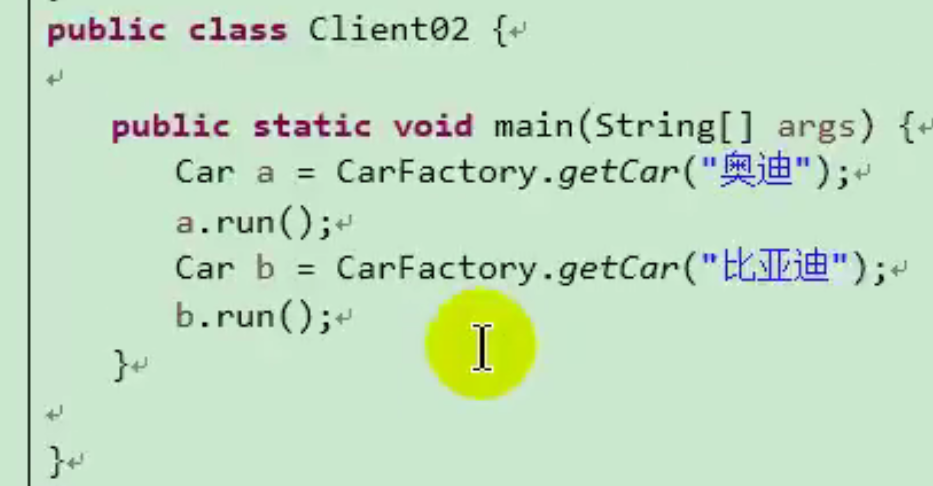 public class Client02 {
public static void main(String[] args) {
Car a = CarFactory.getCar("奥迪");
a.run();
Car b = CarFactory.getCar("比亚迪");
b.run();
}
}